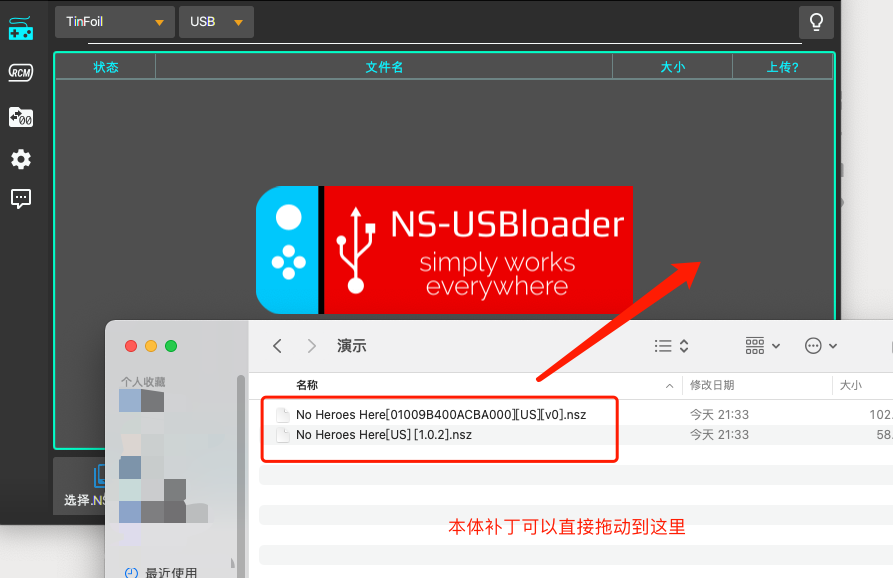 TinFoil
USB
RCM
状态 文件名 大小 上传?
NS-USBloader
simply works
everywhere
演示
个人收藏
名称 修改日期 大小
No Heroes Here[01009B400ACBA000][US][v0].nsz 今天 21:33 102.
No Heroes Here[US] [1.0.2].nsz 今天 21:33 58.
选择.NS
本体补丁可以直接拖动到这里
最近使用